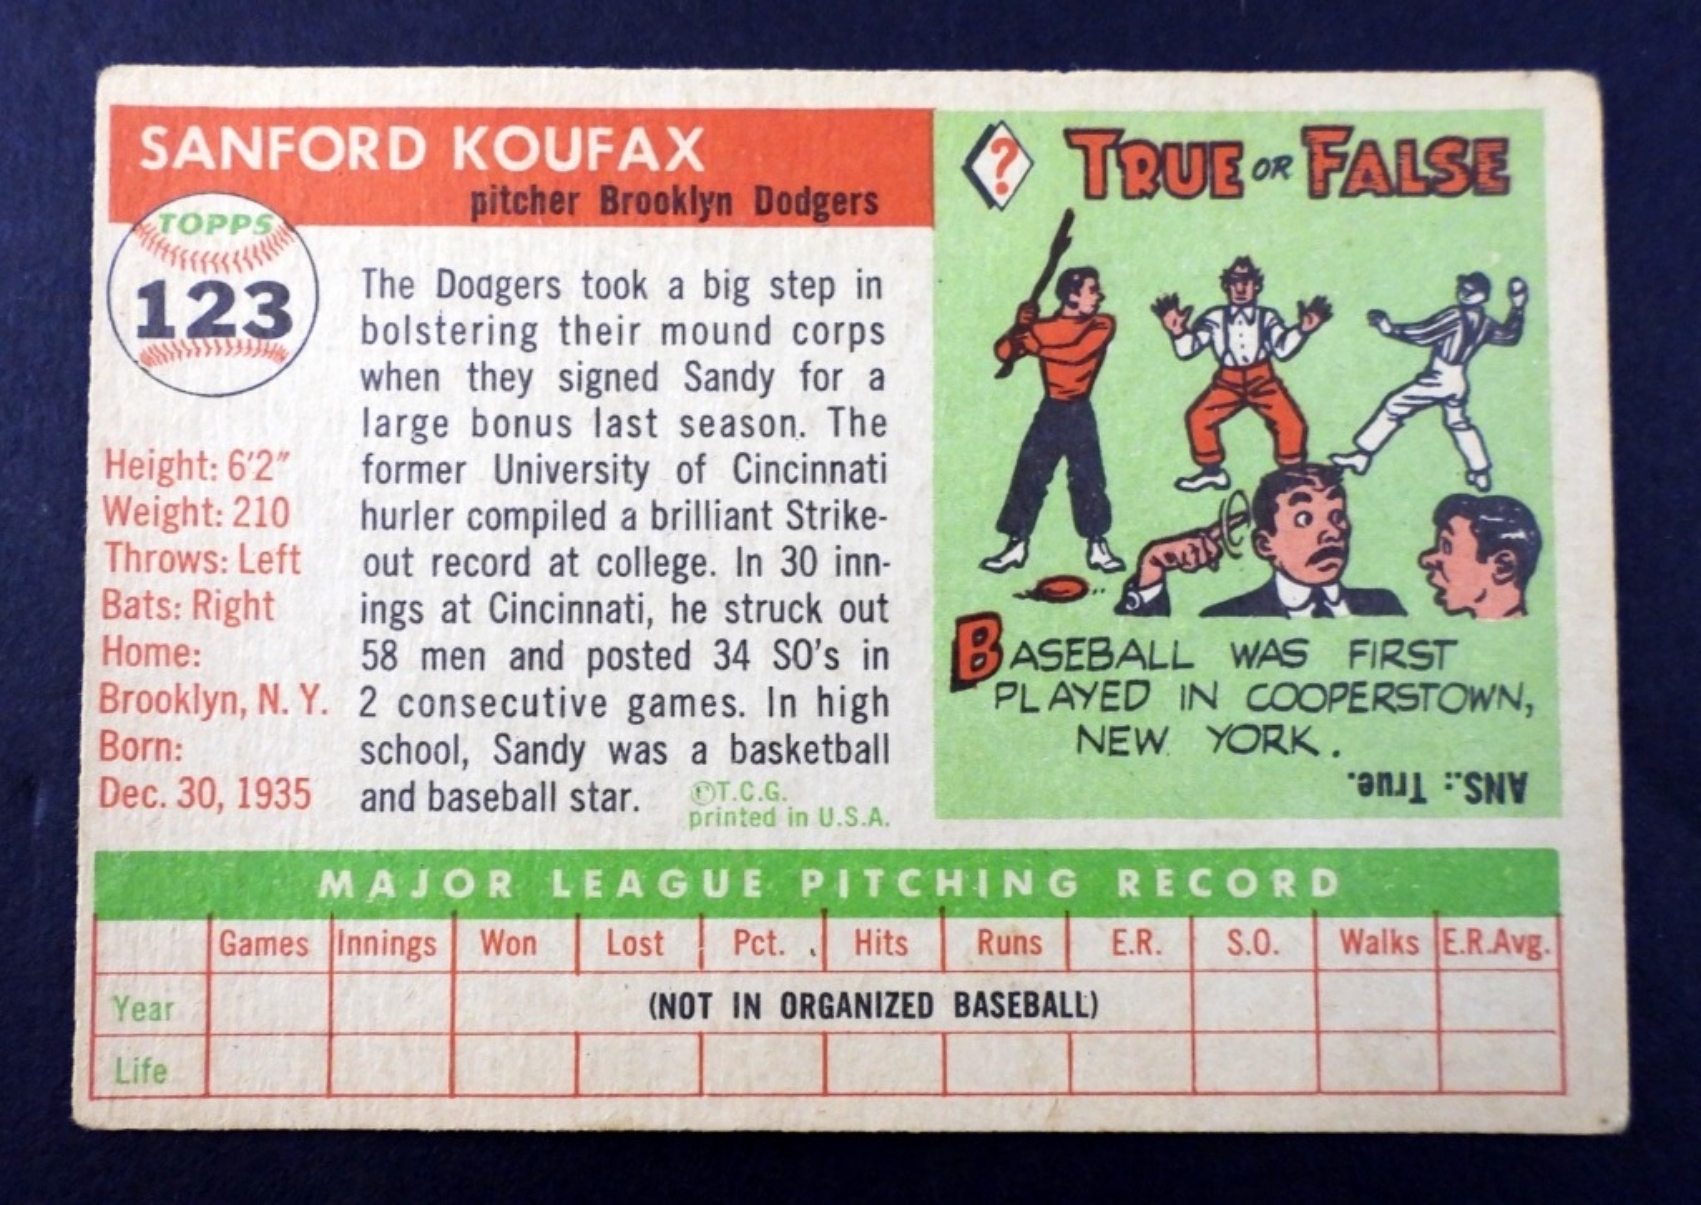 SANFORD KOUFAX
pitcher Brooklyn Dodgers
TOPPS
123
Height: 6'2"
Weight: 210
Throws: Left
Bats: Right
Home:
Brooklyn, N. Y.
Born:
Dec. 30, 1935
The Dodgers took a big step in
bolstering their mound corps
when they signed Sandy for a
large bonus last season. The
former University of Cincinnati
hurler compiled a brilliant Strike-
out record at college. In 30 inn-
ings at Cincinnati, he struck out
58 men and posted 34 SO's in
2 consecutive games. In high
school, Sandy was a basketball
and baseball star.
©T.C.G.
printed in U.S.A.
? TRUE OR FALSE
BASEBALL WAS FIRST
PLAYED IN COOPERSTOWN,
NEW YORK.
ANS.: True.
MAJOR LEAGUE PITCHING RECORD
Games Innings Won Lost Pct. Hits Runs E.R. S.O. Walks E.R.Avg.
Year (NOT IN ORGANIZED BASEBALL)
Life